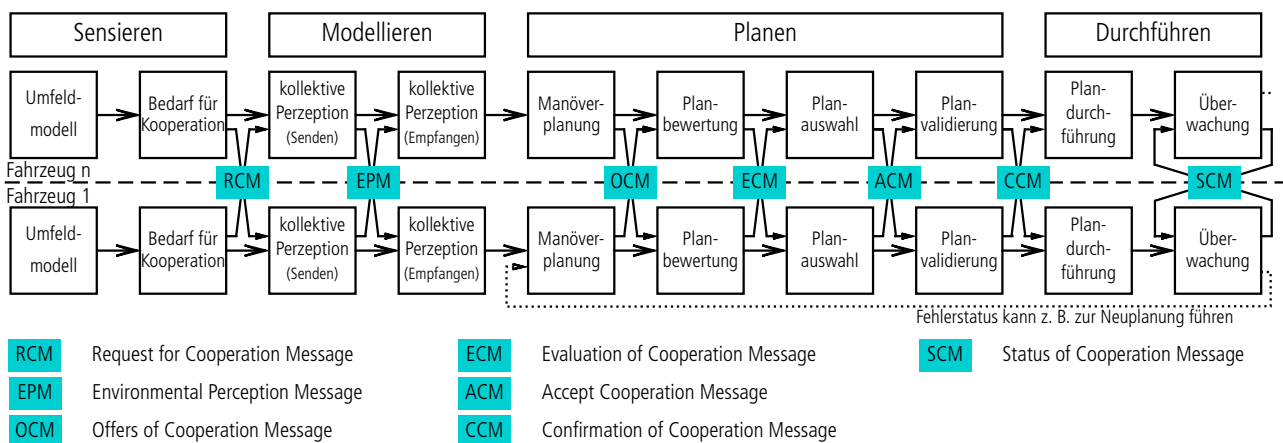 Sensieren
Modellieren
Planen
Durchführen
Umfeld-
modell
Bedarf für
Kooperation
kollektive
Perzeption
(Senden)
kollektive
Perzeption
(Empfangen)
Manöver-
planung
Plan-
bewertung
Plan-
auswahl
Plan-
validierung
Plan-
durch-
führung
Über-
wachung
Fahrzeug n
RCM
EPM
OCM
ECM
ACM
CCM
SCM
Fahrzeug 1
Umfeld-
modell
Bedarf für
Kooperation
kollektive
Perzeption
(Senden)
kollektive
Perzeption
(Empfangen)
Manöver-
planung
Plan-
bewertung
Plan-
auswahl
Plan-
validierung
Plan-
durch-
führung
Über-
wachung
Fehlerstatus kann z. B. zur Neuplanung führen
RCM Request for Cooperation Message
EPM Environmental Perception Message
OCM Offers of Cooperation Message
ECM Evaluation of Cooperation Message
ACM Accept Cooperation Message
CCM Confirmation of Cooperation Message
SCM Status of Cooperation Message